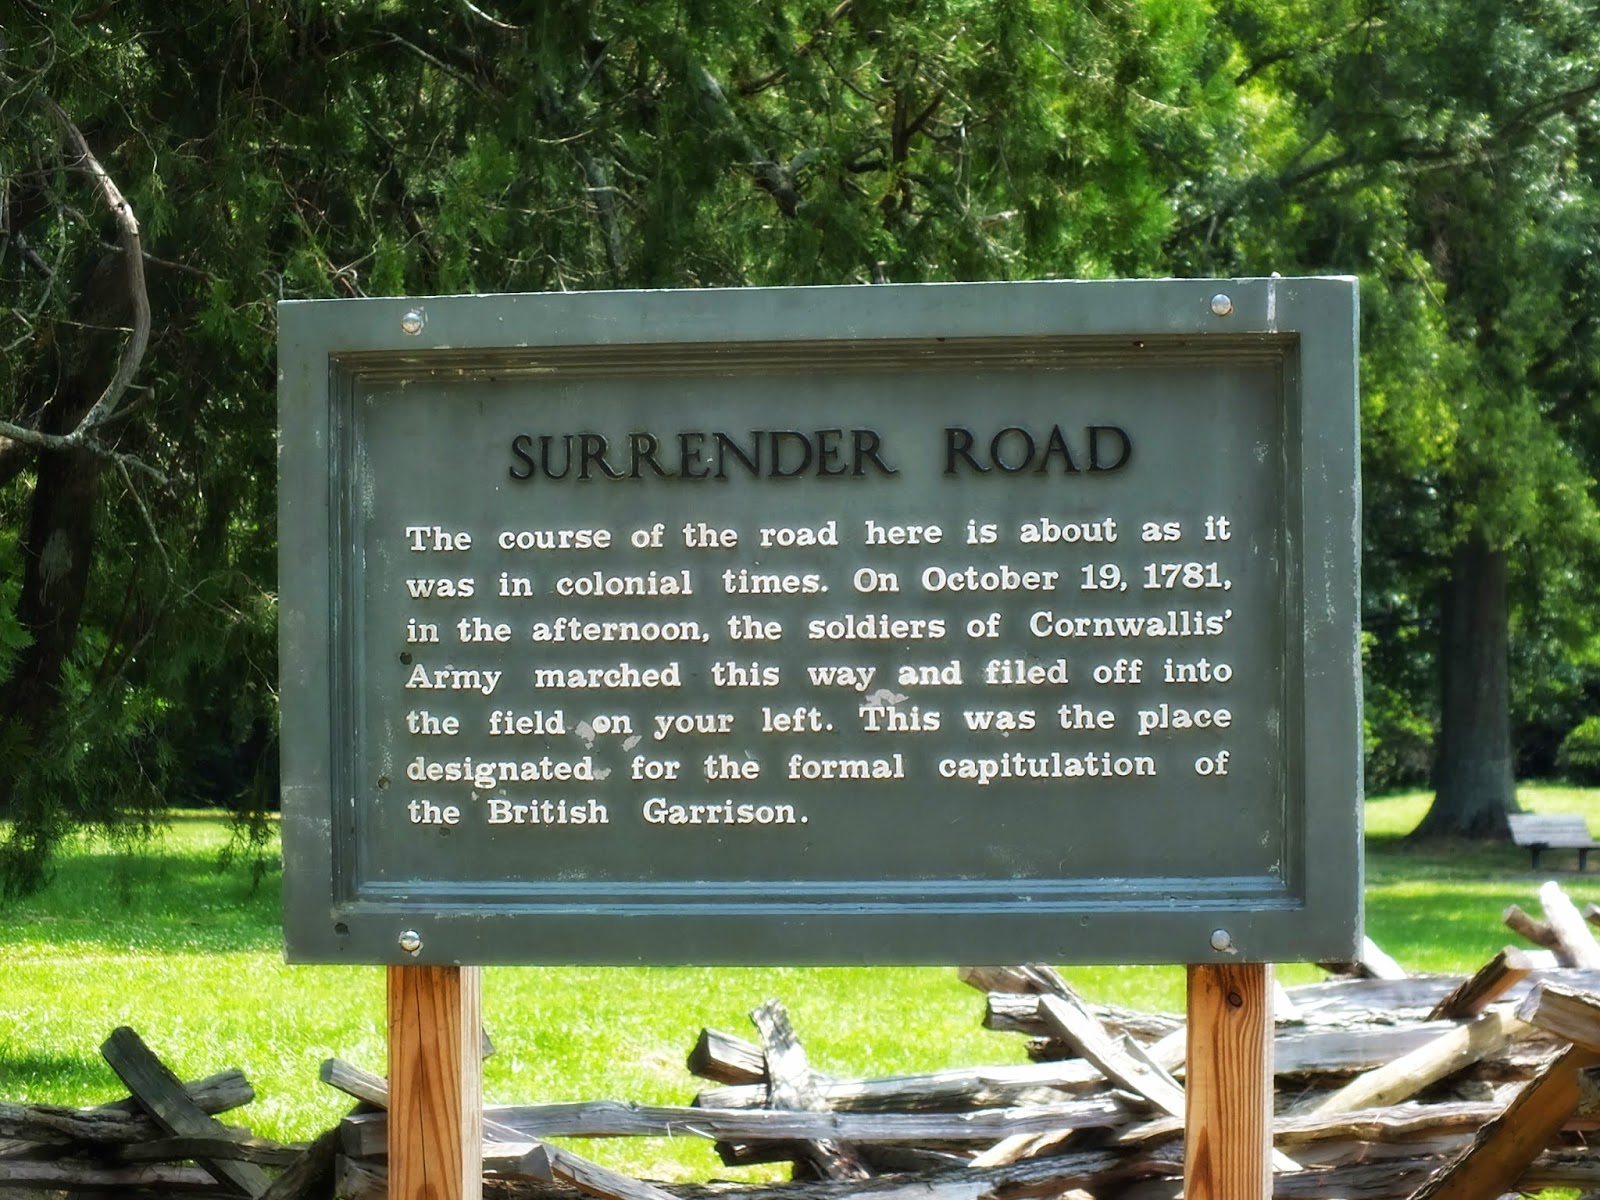 SURRENDER ROAD
The course of the road here is about as it
was in colonial times. On October 19, 1781,
in the afternoon, the soldiers of Cornwallis'
Army marched this way and filed off into
the field on your left. This was the place
designated for the formal capitulation of
the British Garrison.